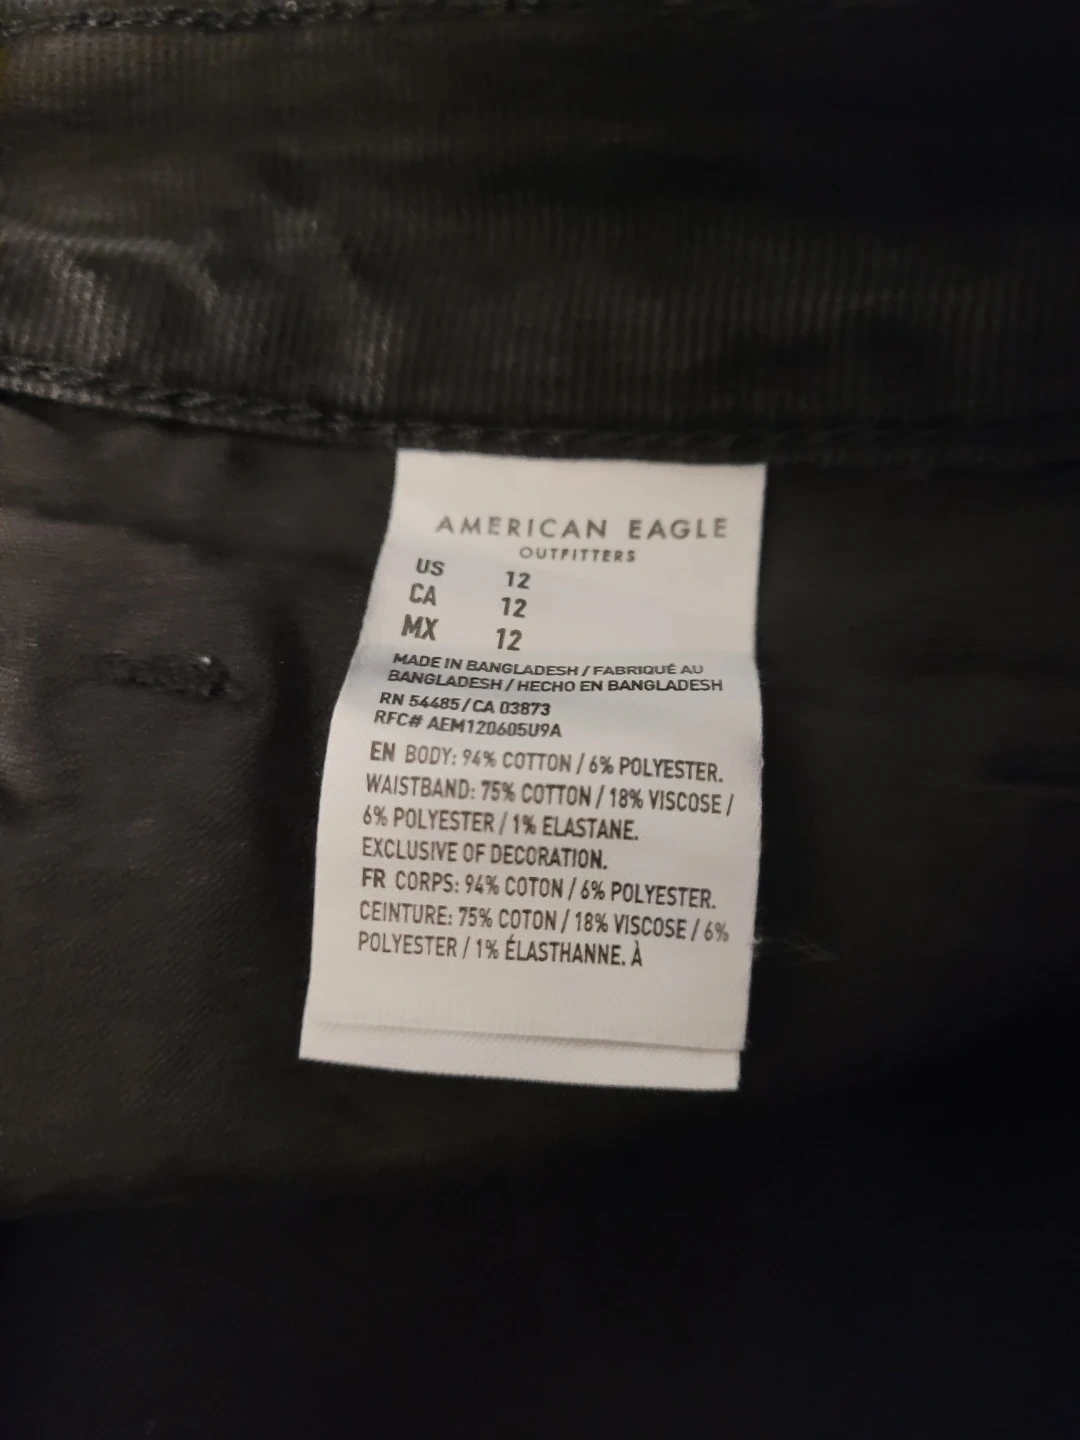 AMERICAN EAGLE
OUTFITTERS
US 12
CA 12
MX 12
MADE IN BANGLADESH / FABRIQUÉ AU
BANGLADESH / HECHO EN BANGLADESH
RN 54485 / CA 03873
RFC# AEM120605U9A
EN BODY: 94% COTTON / 6% POLYESTER.
WAISTBAND: 75% COTTON / 18% VISCOSE /
6% POLYESTER / 1% ELASTANE.
EXCLUSIVE OF DECORATION.
FR CORPS: 94% COTON / 6% POLYESTER.
CEINTURE: 75% COTON / 18% VISCOSE / 6%
POLYESTER / 1% ÉLASTHANNE. À